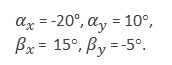 αx = -20°, αy = 10°,
βx = 15°, βy =-5°.